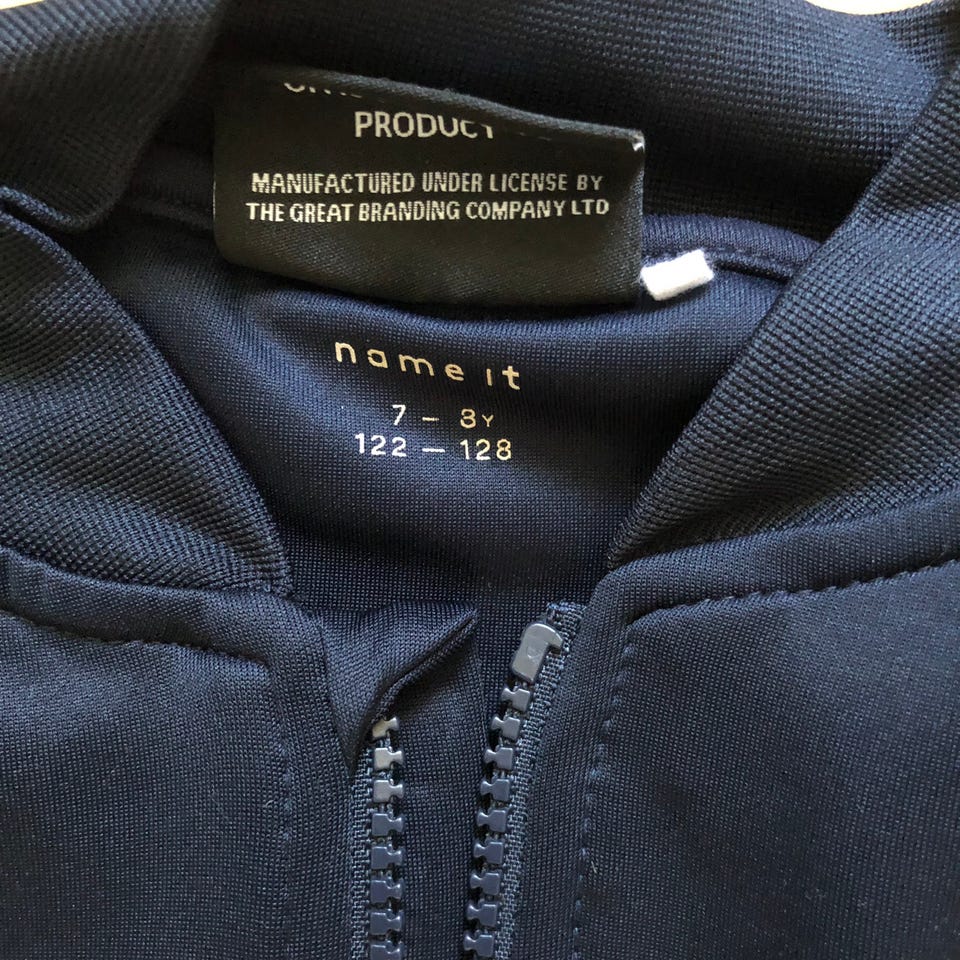 PRODUCT
MANUFACTURED UNDER LICENSE BY
THE GREAT BRANDING COMPANY LTD
name it
7 – 8Y
122 – 128